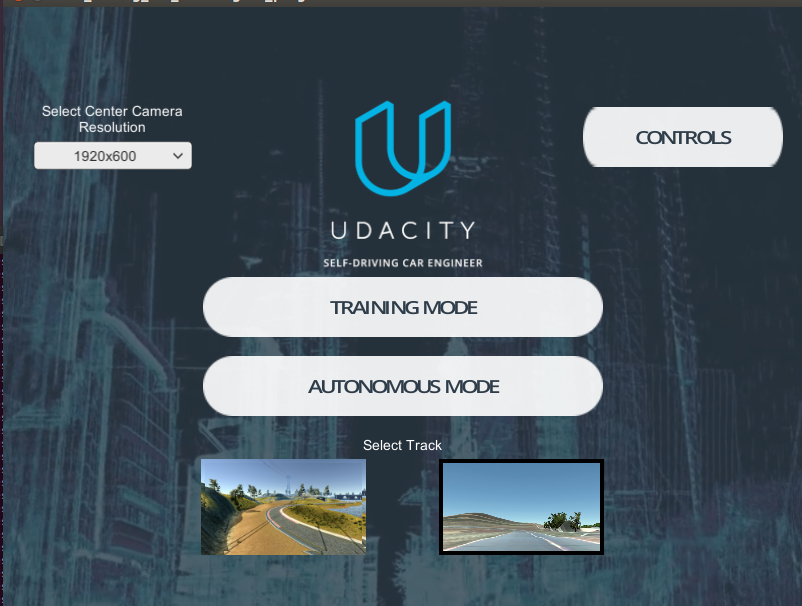 Select Center Camera
Resolution
1920x600
CONTROLS
UDACITY
SELF-DRIVING CAR ENGINEER
TRAINING MODE
AUTONOMOUS MODE
Select Track